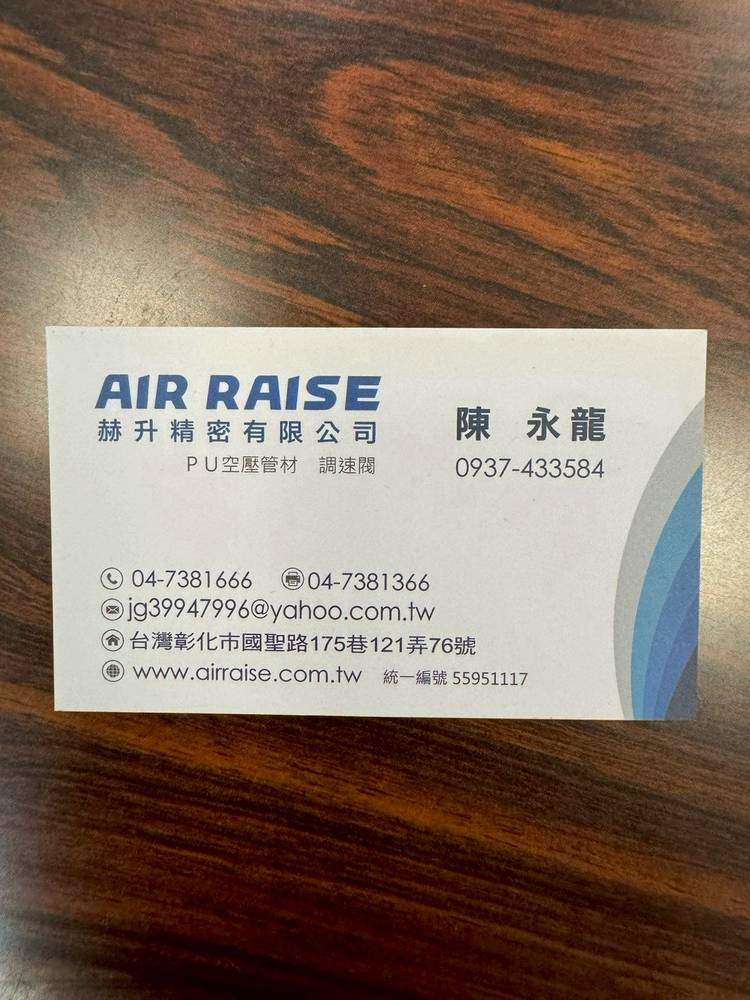 AIR RAISE
赫升精密有限公司
PU空壓管材 調速閥
陳 永龍
0937-433584
04-7381666 04-7381366
jg39947996@yahoo.com.tw
台灣彰化市國聖路175巷121弄76號
www.airraise.com.tw 統一編號 55951117